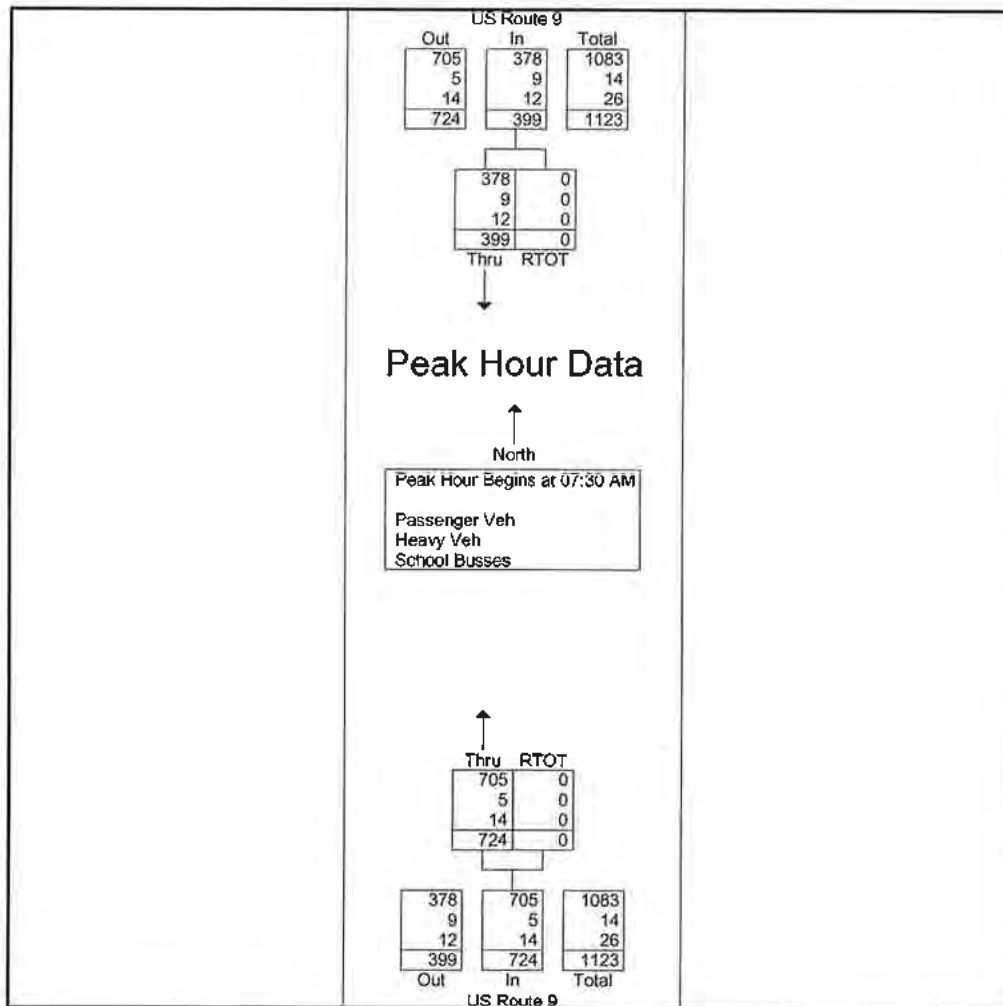 US Route 9
Out In Total
705 378 1083
5 9 14
14 12 26
724 399 1123
378 0
9 0
12 0
399 0
Thru RTOT
Peak Hour Data
North
Peak Hour Begins at 07:30 AM
Passenger Veh
Heavy Veh
School Busses
Thru RTOT
705 0
5 0
14 0
724 0
378 705 1083
9 5 14
12 14 26
399 724 1123
Out In Total
US Route 9